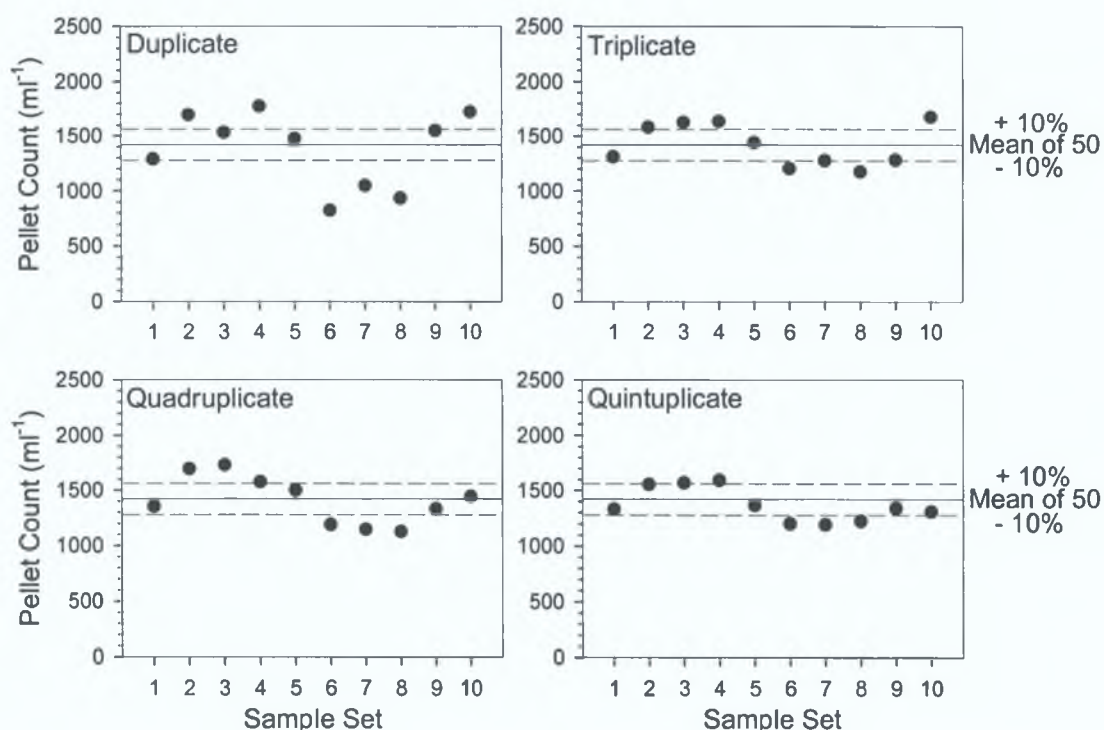 Duplicate
Pellet Count (ml-1)
2500
2000
1500
1000
500
0
1 2 3 4 5 6 7 8 9 10
Triplicate
2500
2000
1500
1000
500
0
1 2 3 4 5 6 7 8 9 10
+ 10%
Mean of 50
- 10%
Quadruplicate
Pellet Count (ml-1)
2500
2000
1500
1000
500
0
1 2 3 4 5 6 7 8 9 10
Sample Set
Quintuplicate
2500
2000
1500
1000
500
0
1 2 3 4 5 6 7 8 9 10
Sample Set
+ 10%
Mean of 50
- 10%